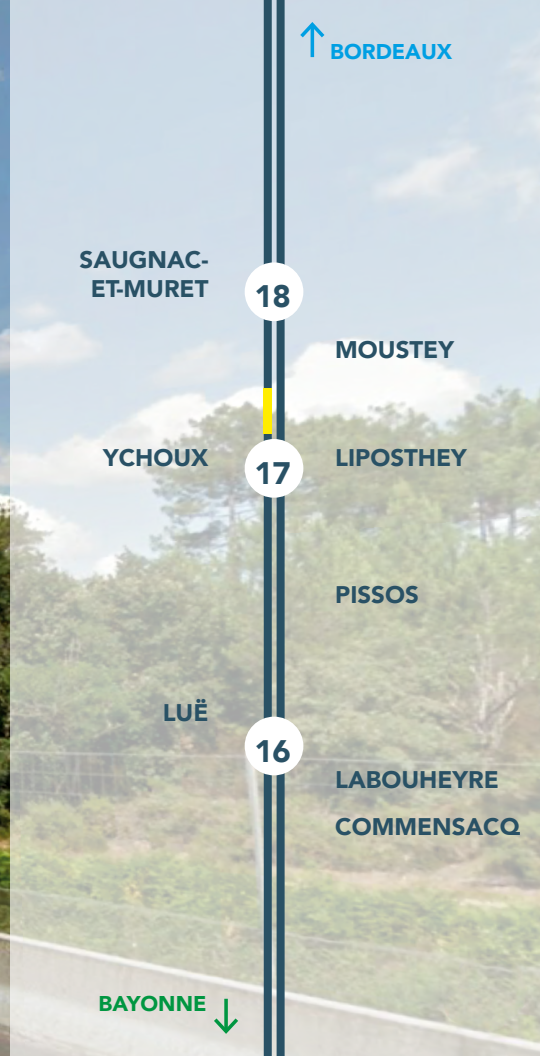 BORDEAUX
SAUGNAC-
ET-MURET
18
MOUSTEY
YCHOUX
17
LIPOSTHEY
PISSOS
LUË
16
LABOUHEYRE
COMMENSACQ
BAYONNE